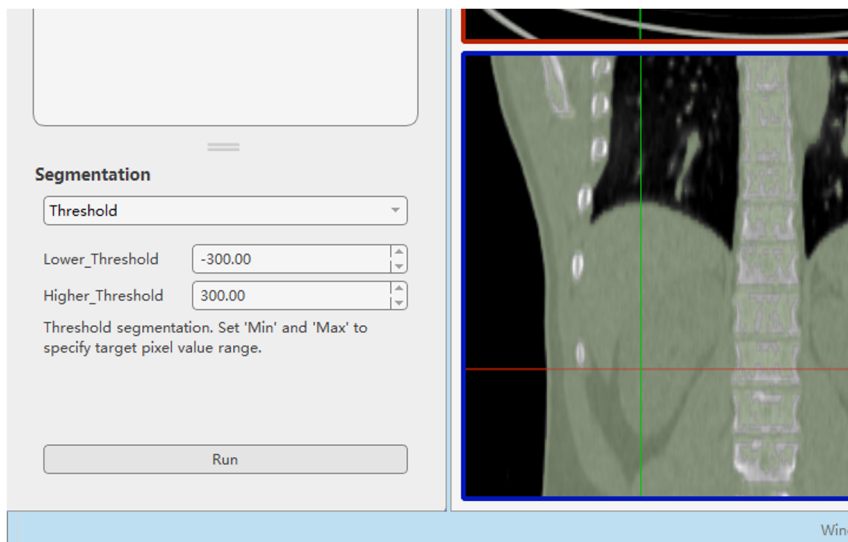 Segmentation
Threshold
Lower_Threshold -300.00
Higher_Threshold 300.00
Threshold segmentation. Set 'Min' and 'Max' to
specify target pixel value range.
Run